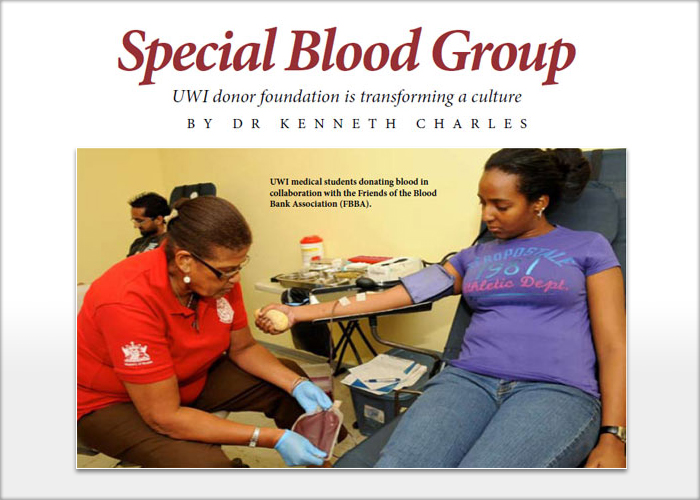 Special Blood Group
UWI donor foundation is transforming a culture
BY DR KENNETH CHARLES
UWI medical students donating blood in
collaboration with the Friends of the Blood
Bank Association (FBBA).
AEROPOSTALE
1987
Athletic Dept.